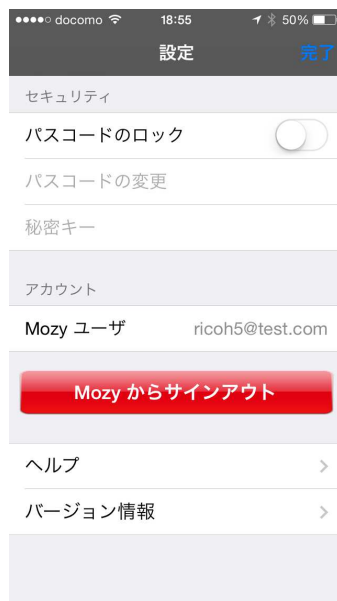 docomo 18:55 50%
設定 完了
セキュリティ
パスコードのロック
パスコードの変更
秘密キー
アカウント
Mozy ユーザ ricoh5@test.com
Mozy からサインアウト
ヘルプ
バージョン情報